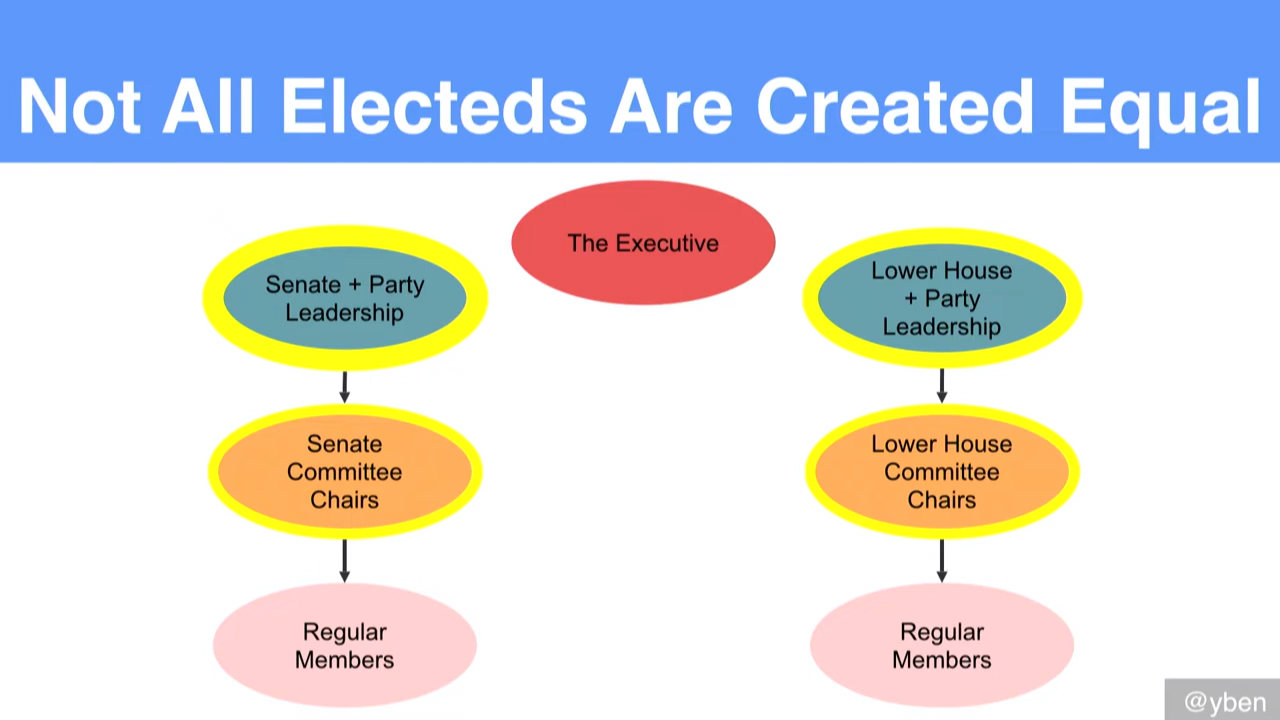 Not All Electeds Are Created Equal
The Executive
Senate + Party
Leadership
Lower House
+ Party
Leadership
Senate
Committee
Chairs
Lower House
Committee
Chairs
Regular
Members
Regular
Members
@yben